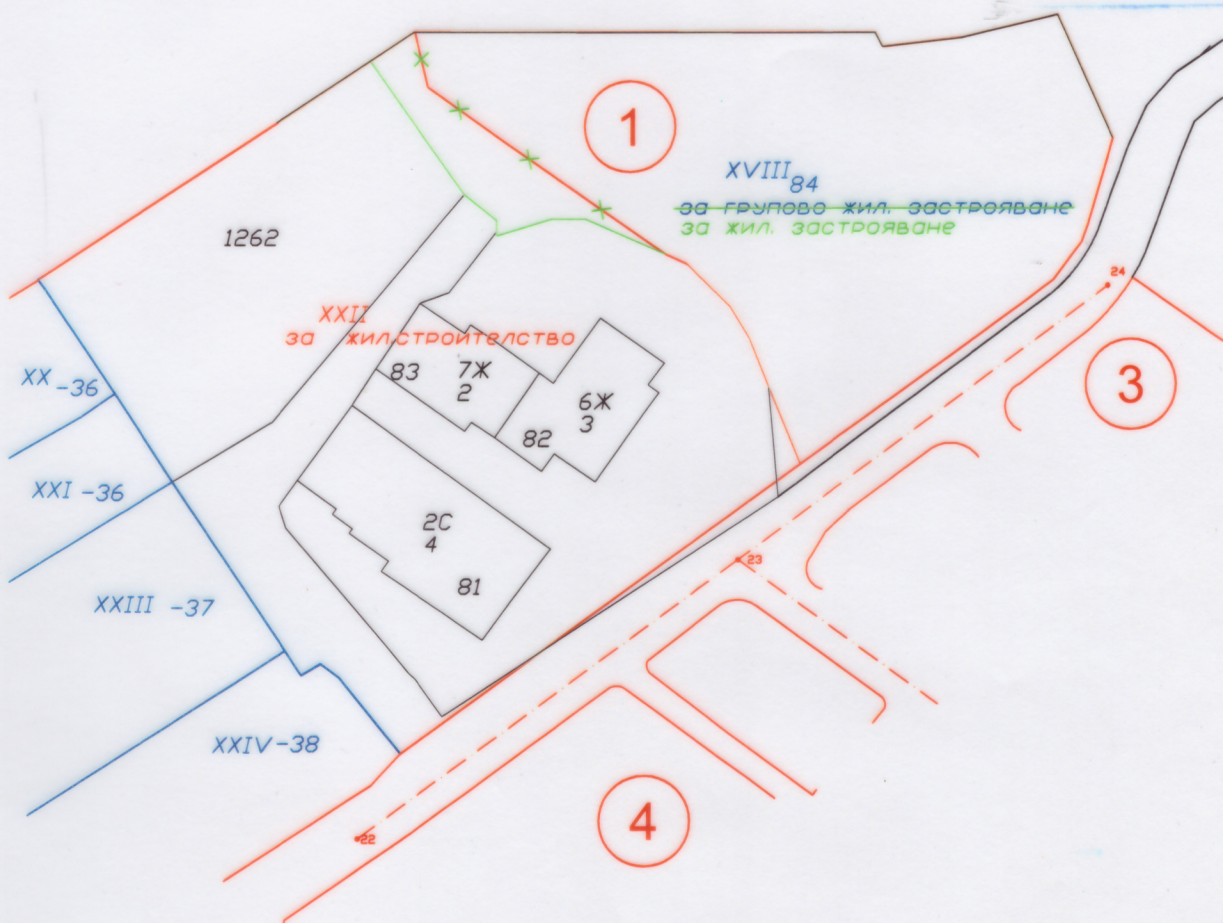 1
XVIII 84
за групово жил. застрояване
за жил. застрояване
1262
24
XXII
за жил.строителство
XX -36
83
7Ж
2
6Ж
3
3
82
XXI -36
2С
4
23
81
XXIII -37
XXIV-38
4
22